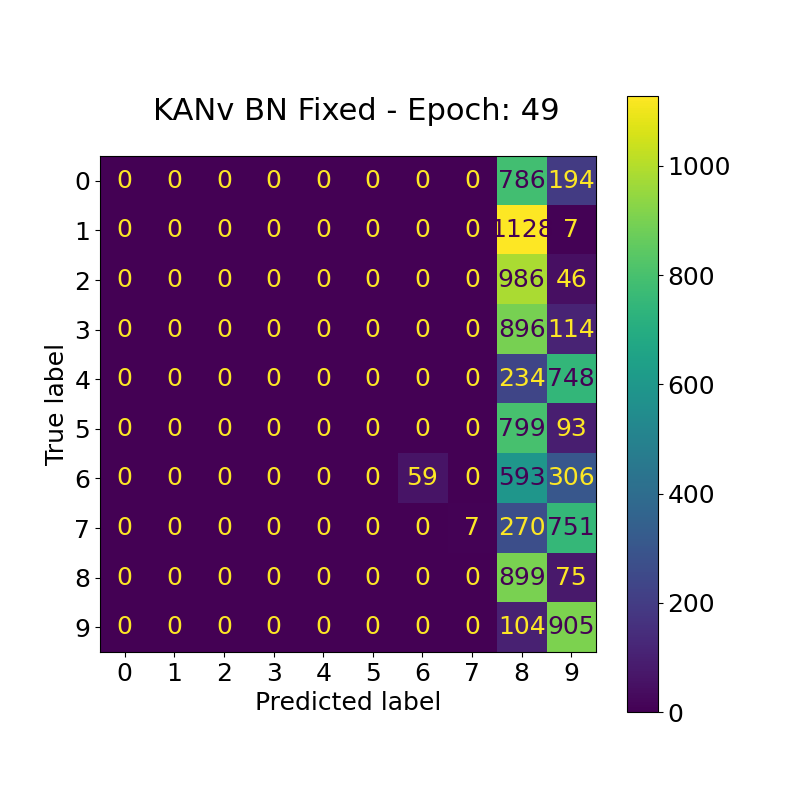 KANv BN Fixed - Epoch: 49
True label
0 0 0 0 0 0 0 0 0 786 194
1 0 0 0 0 0 0 0 0 1128 7
2 0 0 0 0 0 0 0 0 986 46
3 0 0 0 0 0 0 0 0 896 114
4 0 0 0 0 0 0 0 0 234 748
5 0 0 0 0 0 0 0 0 799 93
6 0 0 0 0 0 0 59 0 593 306
7 0 0 0 0 0 0 0 7 270 751
8 0 0 0 0 0 0 0 0 899 75
9 0 0 0 0 0 0 0 0 104 905
0 1 2 3 4 5 6 7 8 9
Predicted label
1000
800
600
400
200
0